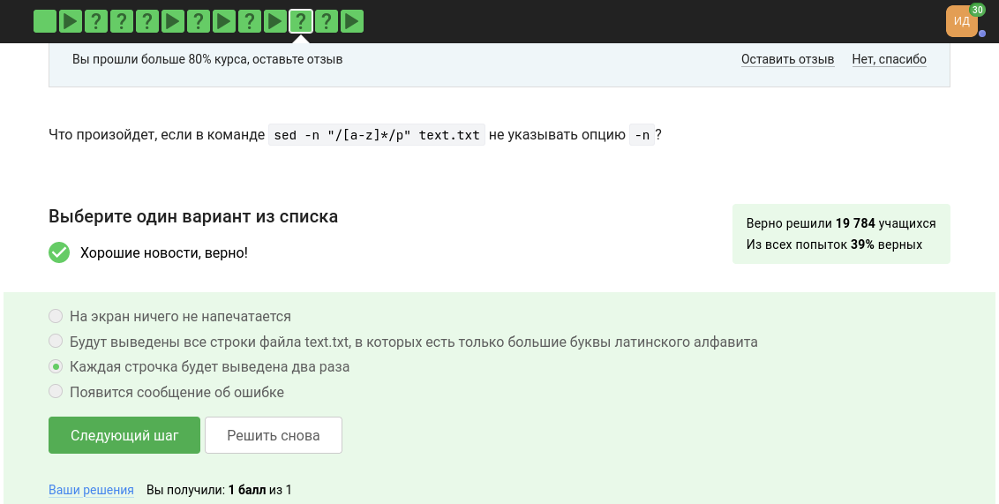 ? ? ? ? ? ? ?
ИД 30
Вы прошли больше 80% курса, оставьте отзыв Оставить отзыв Нет, спасибо
Что произойдет, если в команде sed -n "/[a-z]*/p" text.txt не указывать опцию -n ?
Выберите один вариант из списка
Хорошие новости, верно!
Верно решили 19 784 учащихся
Из всех попыток 39% верных
На экран ничего не напечатается
Будут выведены все строки файла text.txt, в которых есть только большие буквы латинского алфавита
Каждая строчка будет выведена два раза
Появится сообщение об ошибке
Следующий шаг Решить снова
Ваши решения Вы получили: 1 балл из 1